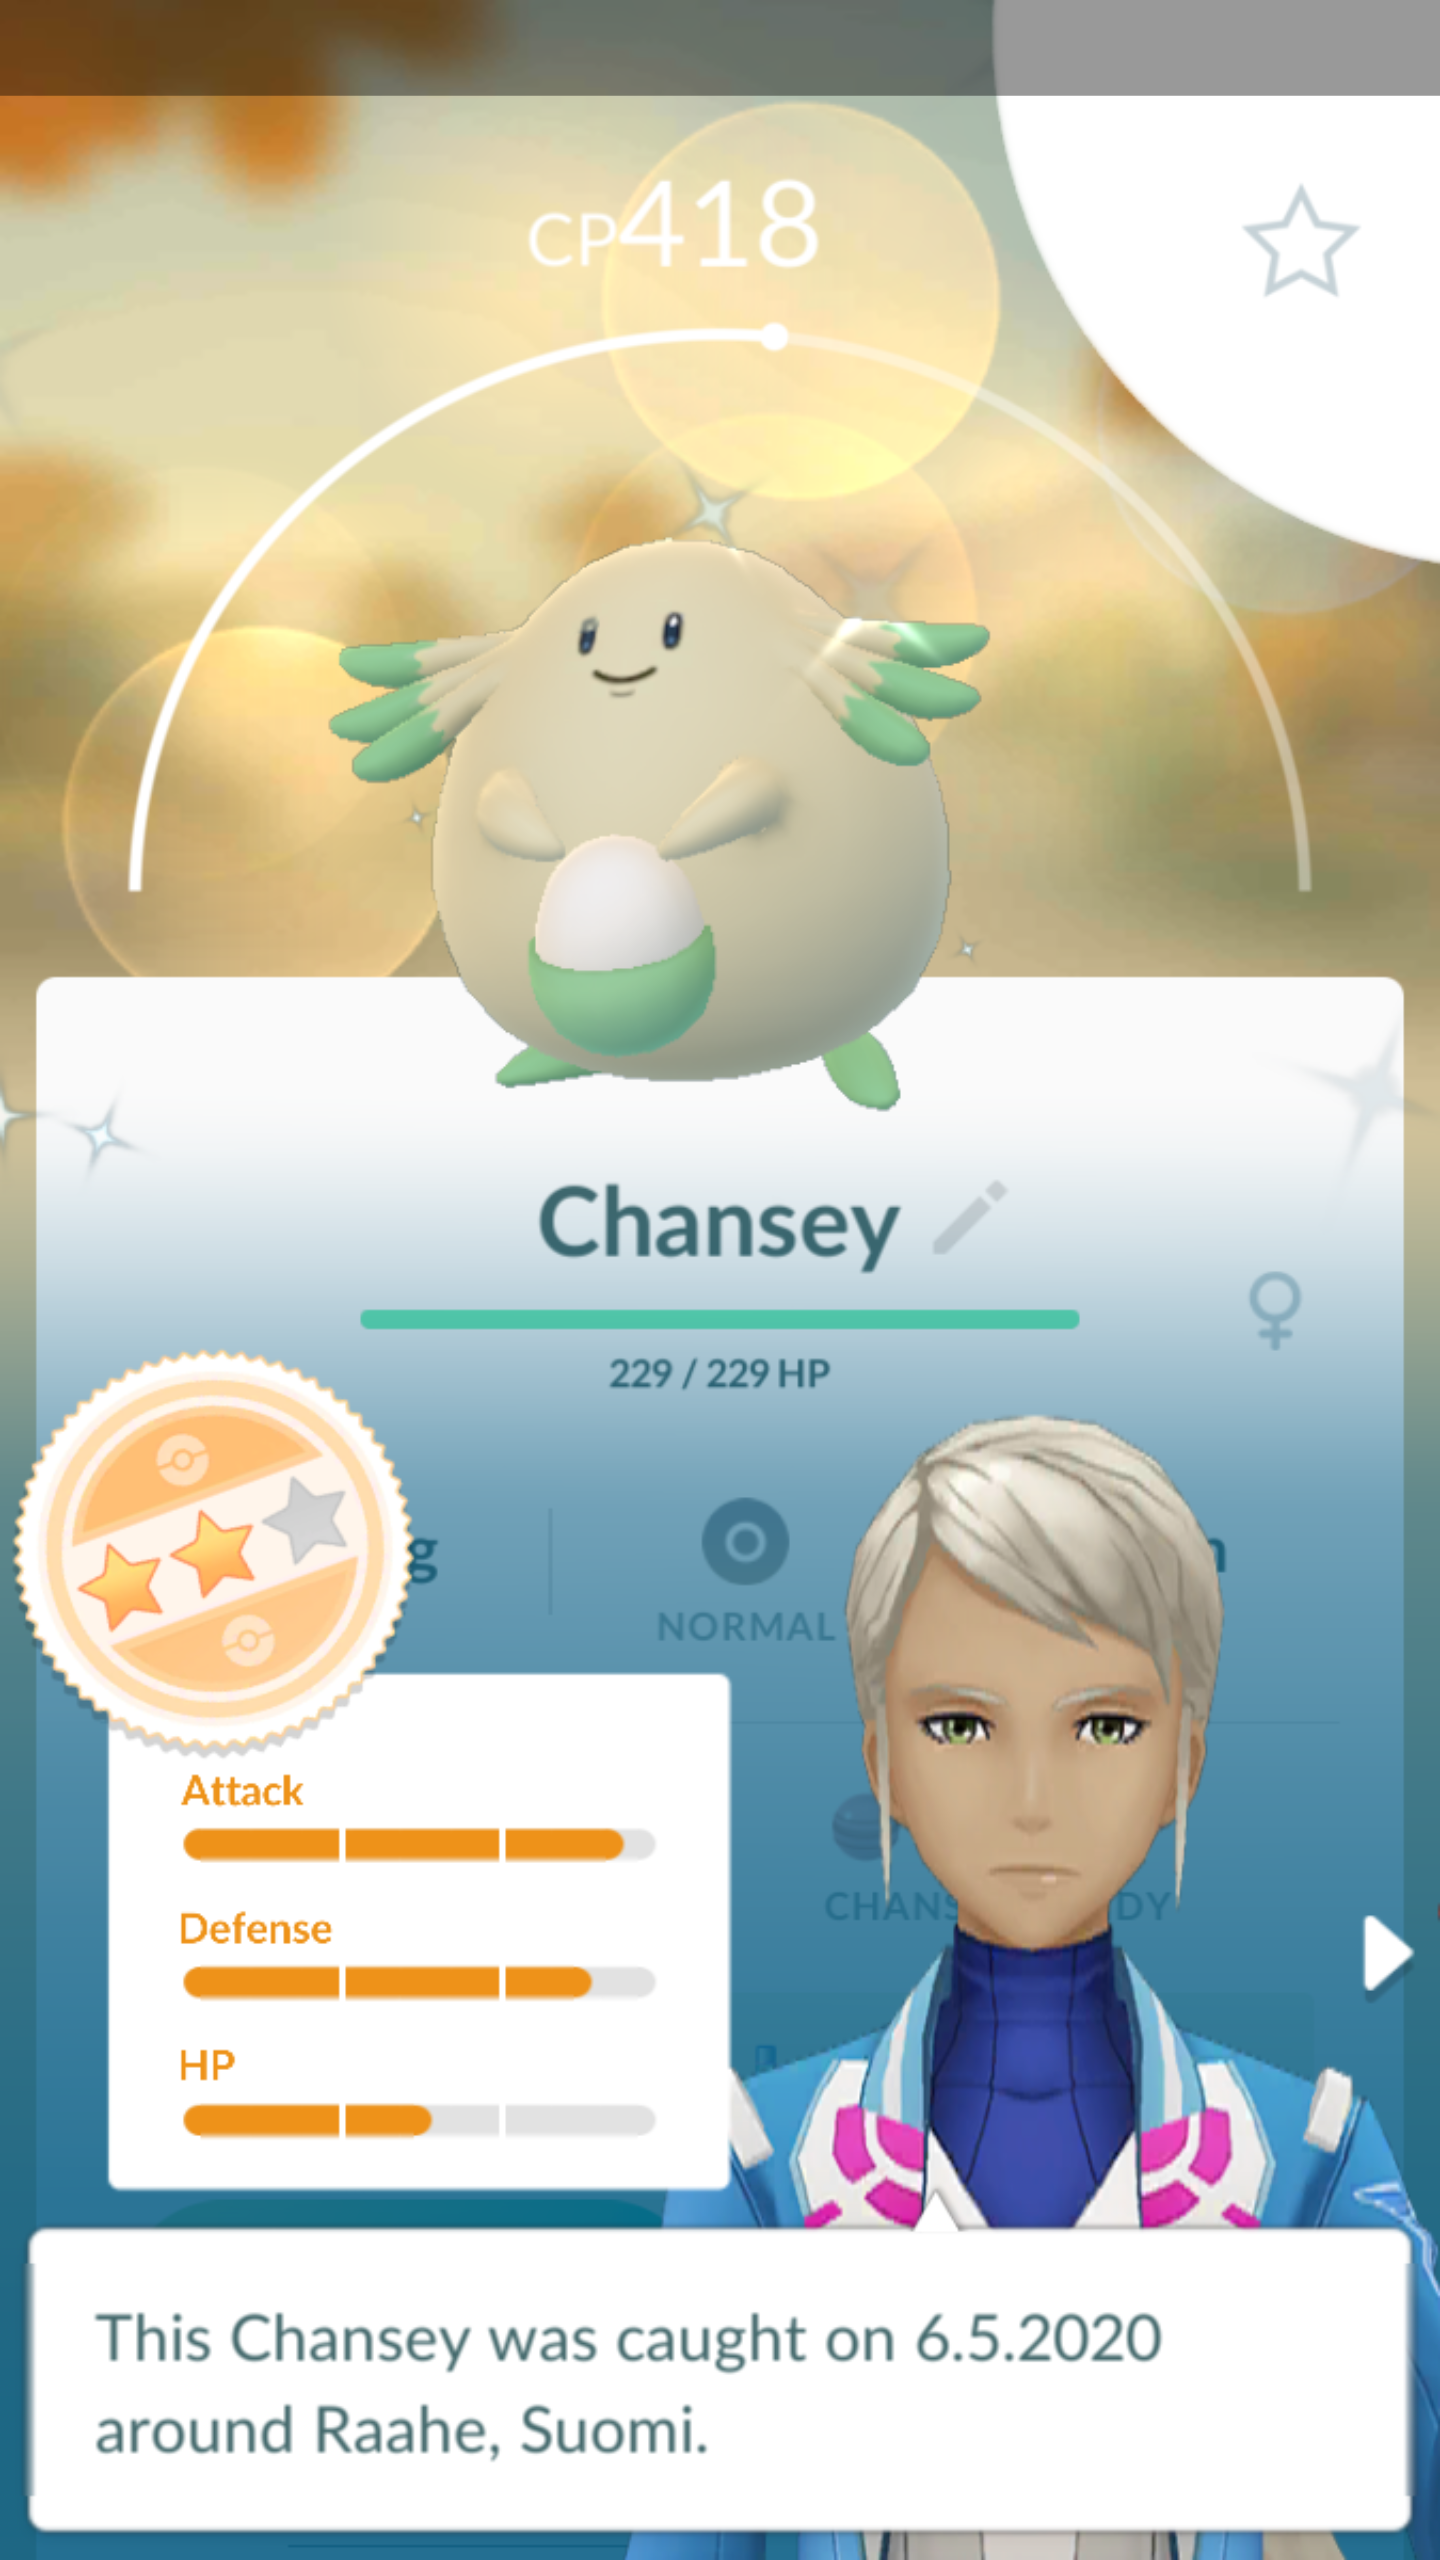 CP418
Chansey
229 / 229 HP
NORMAL
Attack
Defense
HP
This Chansey was caught on 6.5.2020
around Raahe, Suomi.